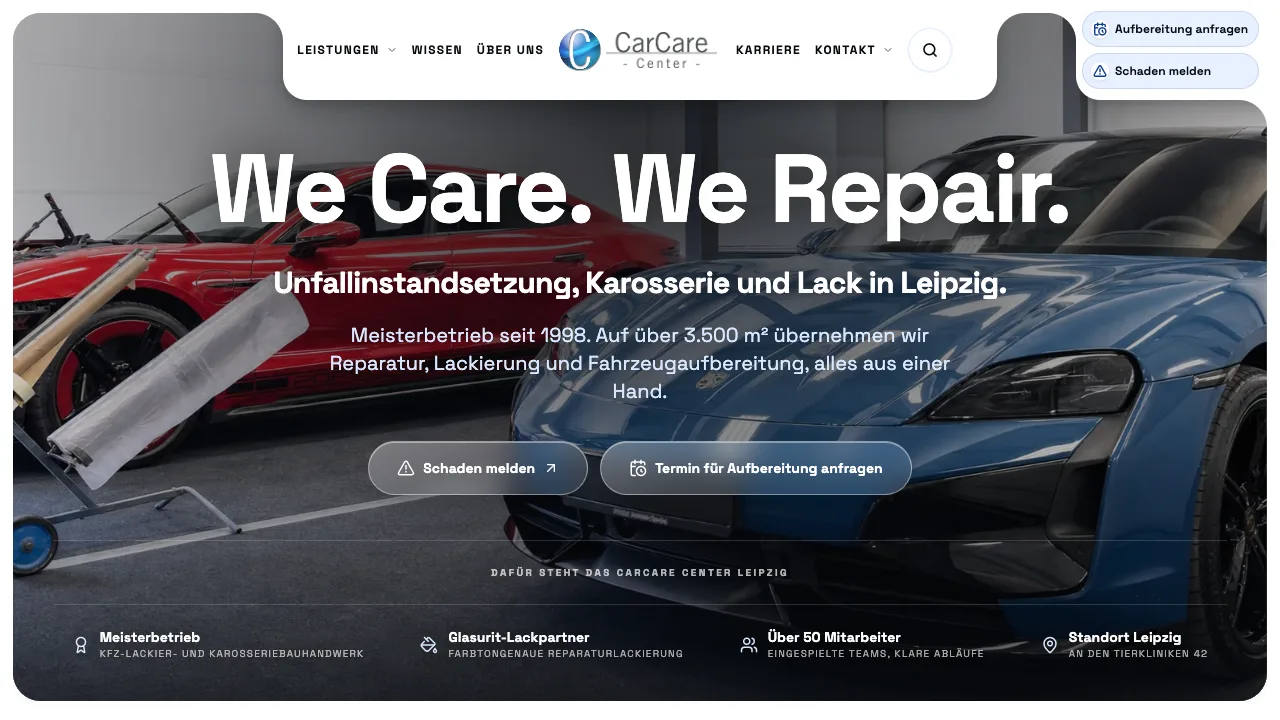 LEISTUNGEN WISSEN ÜBER UNS
CarCare
- Center -
KARRIERE KONTAKT
Aufbereitung anfragen
Schaden melden
We Care. We Repair.
Unfallinstandsetzung, Karosserie und Lack in Leipzig.
Meisterbetrieb seit 1998. Auf über 3.500 m² übernehmen wir
Reparatur, Lackierung und Fahrzeugaufbereitung, alles aus einer
Hand.
Schaden melden
Termin für Aufbereitung anfragen
DAFÜR STEHT DAS CARCARE CENTER LEIPZIG
Meisterbetrieb
KFZ-LACKIER- UND KAROSSERIEBAUHANDWERK
Glasurit-Lackpartner
FARBTONGENAUE REPARATURLACKIERUNG
Über 50 Mitarbeiter
EINGESPIELTE TEAMS, KLARE ABLÄUFE
Standort Leipzig
AN DEN TIERKLINIKEN 42